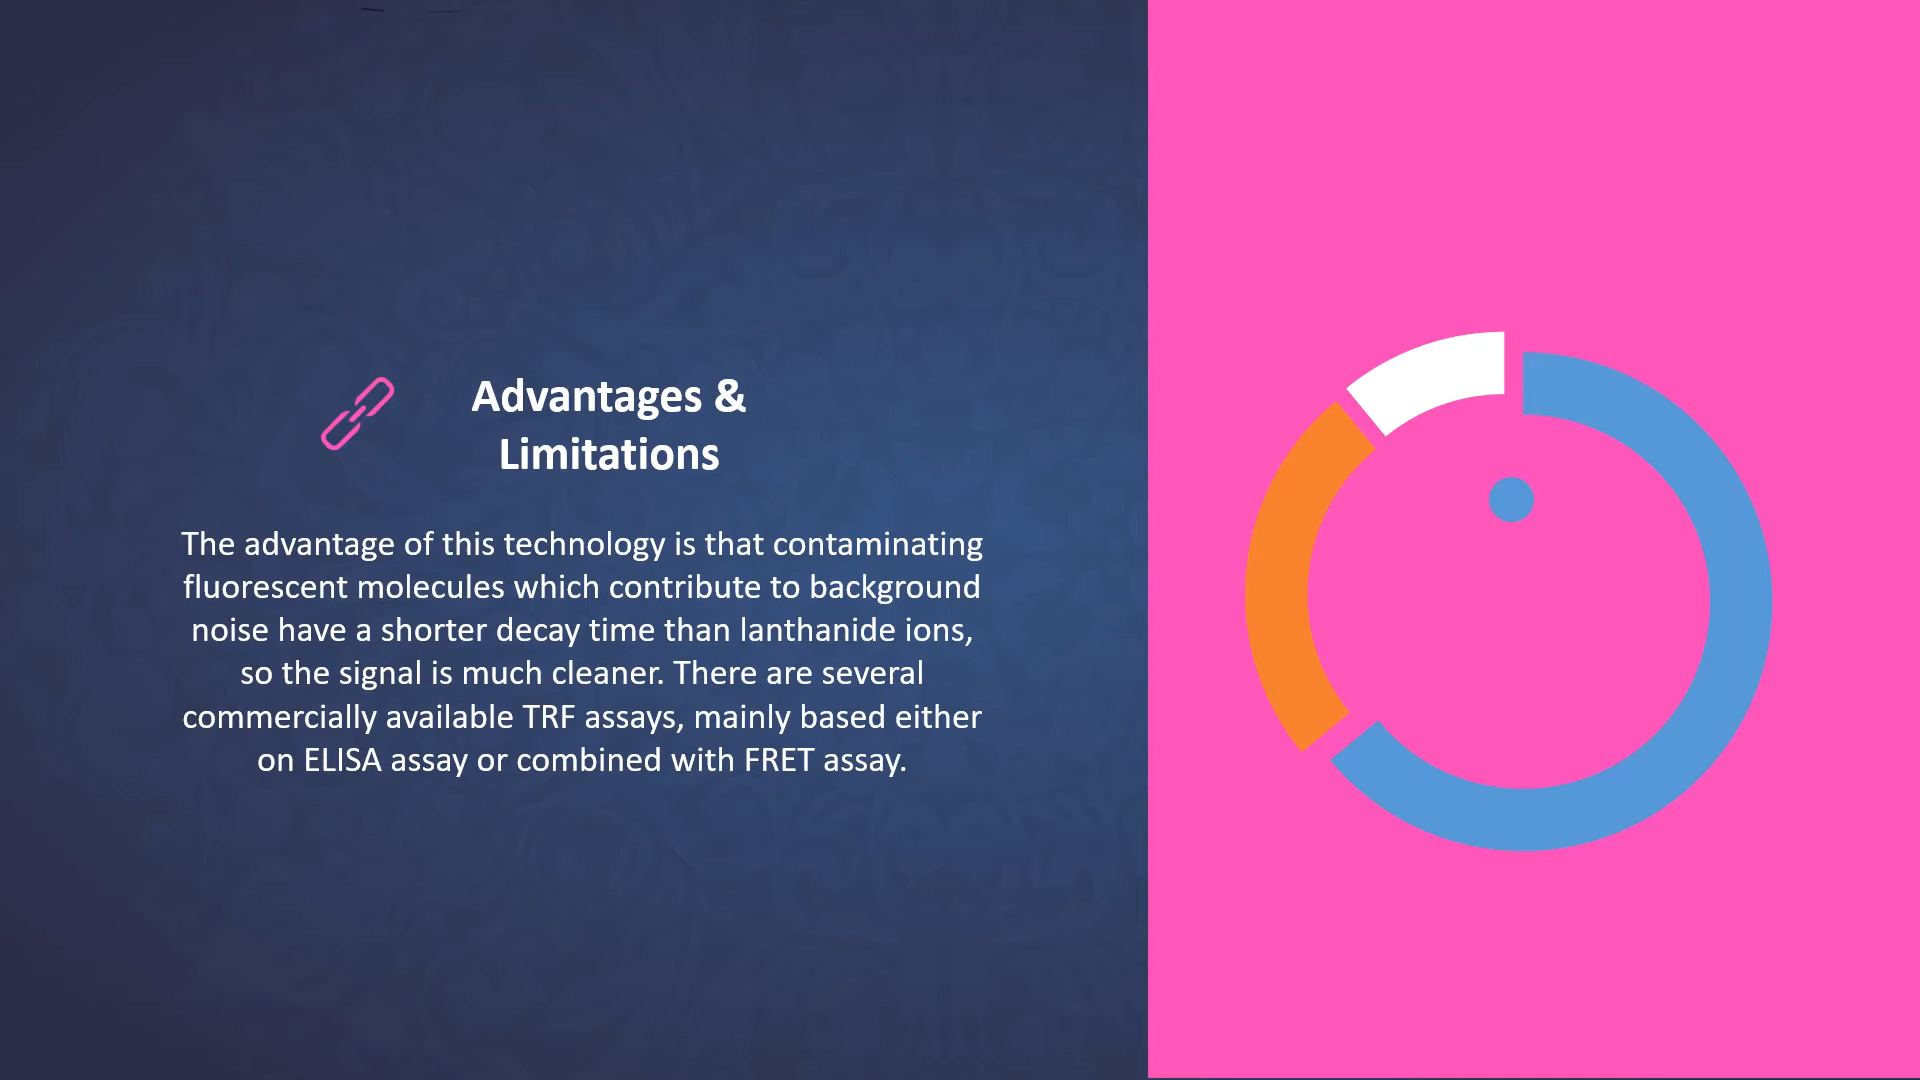 Advantages &
Limitations
The advantage of this technology is that contaminating
fluorescent molecules which contribute to background
noise have a shorter decay time than lanthanide ions,
so the signal is much cleaner. There are several
commercially available TRF assays, mainly based either
on ELISA assay or combined with FRET assay.